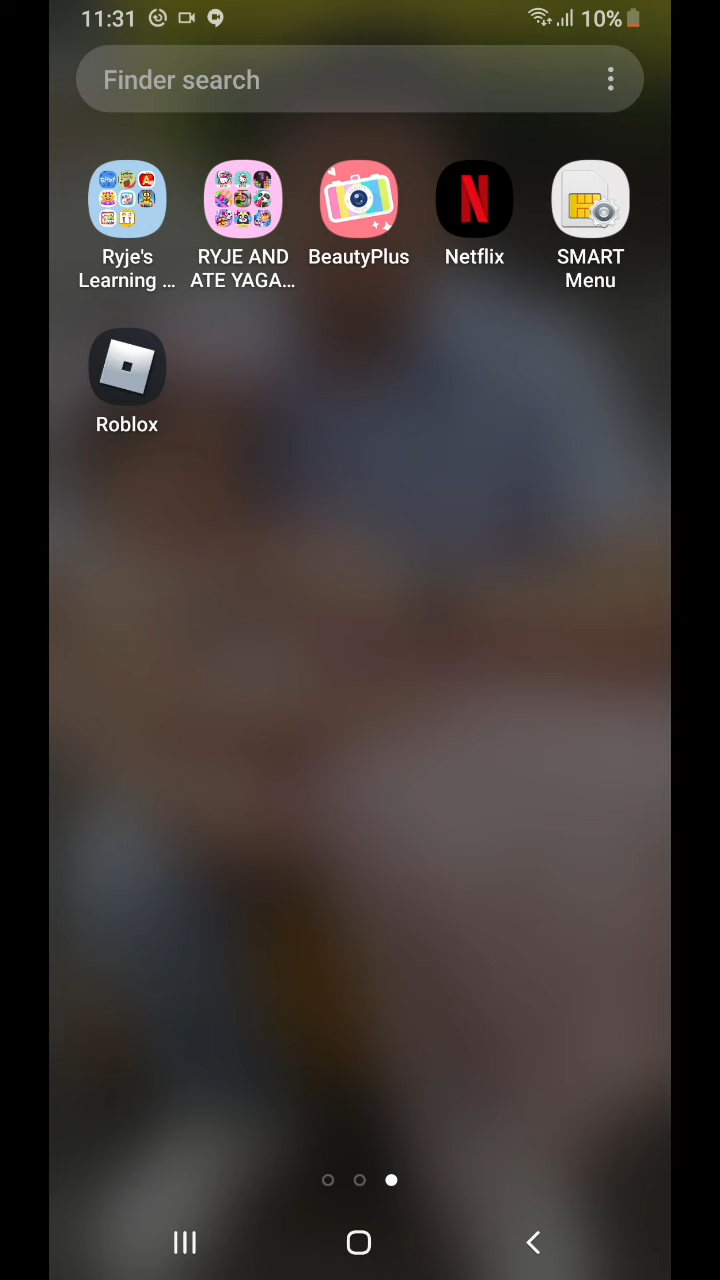 11:31
10%
Finder search
Ryje's
Learning ...
RYJE AND
ATE YAGA...
BeautyPlus
N
Netflix
SMART
Menu
Roblox